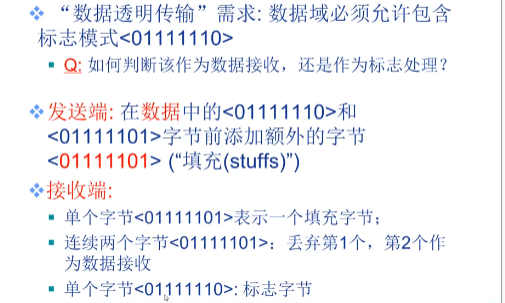 “数据透明传输”需求: 数据域必须允许包含
标志模式<01111110>
Q: 如何判断该作为数据接收，还是作为标志处理？
发送端: 在数据中的<01111110>和
<01111101>字节前添加额外的字节
<01111101> (“填充(stuffs)”)
接收端:
单个字节<01111101>表示一个填充字节；
连续两个字节<01111101>：丢弃第1个，第2个作
为数据接收
单个字节<01111110>: 标志字节